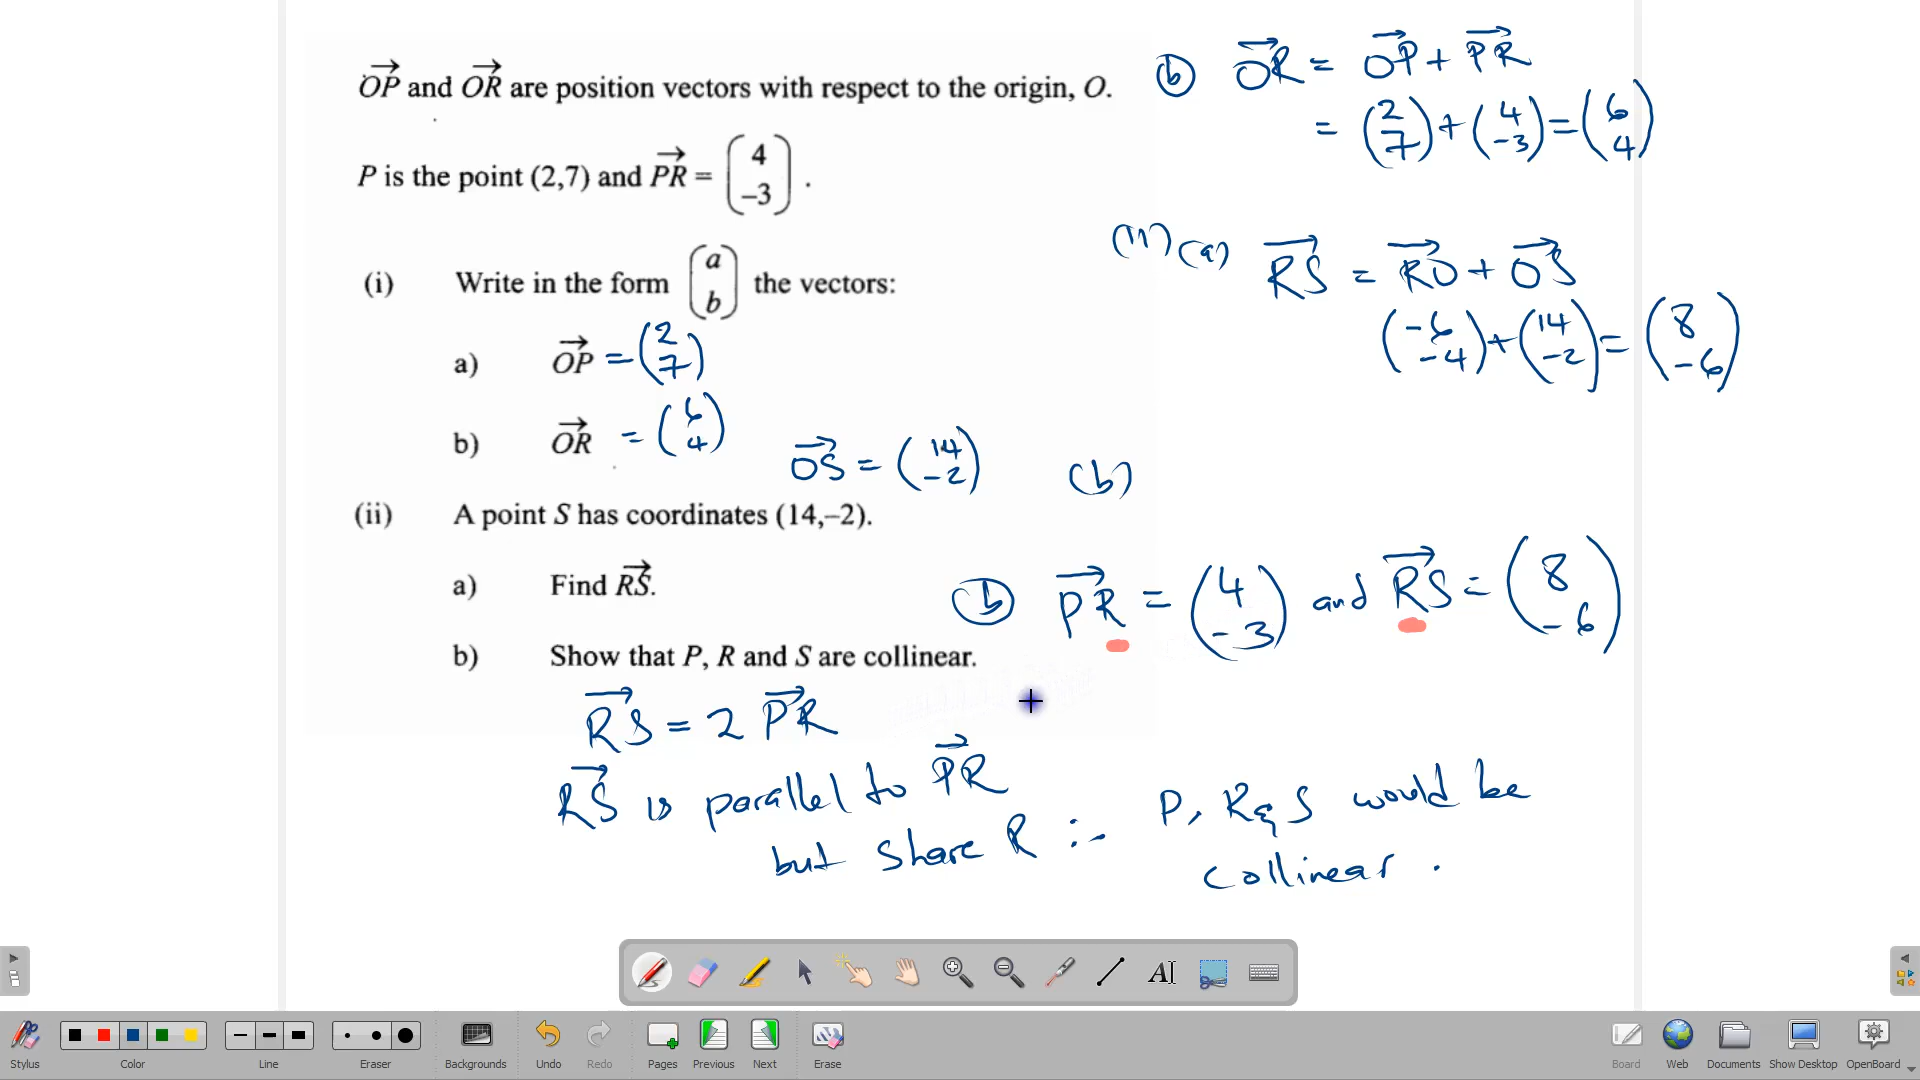 OP and OR are position vectors with respect to the origin, O.
P is the point (2,7) and PR = (4 -3) .
(i) Write in the form (a b) the vectors:
a) OP = (2 7)
b) OR = (6 4)
OS = (14 -2)
(ii) A point S has coordinates (14,–2).
a) Find RS.
b) Show that P, R and S are collinear.
RS = 2 PR
RS is parallel to PR
but share R ∴ P, R & S would be
collinear .
(b) OR = OP + PR
= (2 7) + (4 -3) = (6 4)
(11) (a) RS = RO + OS
(-6 -4) + (14 -2) = (8 -6)
(b)
(b) PR = (4 -3) and RS = (8 -6)
Stylus
Color
Line
Eraser
Backgrounds
Undo
Redo
Pages
Previous
Next
Erase
Board
Web
Documents
Show Desktop
OpenBoard